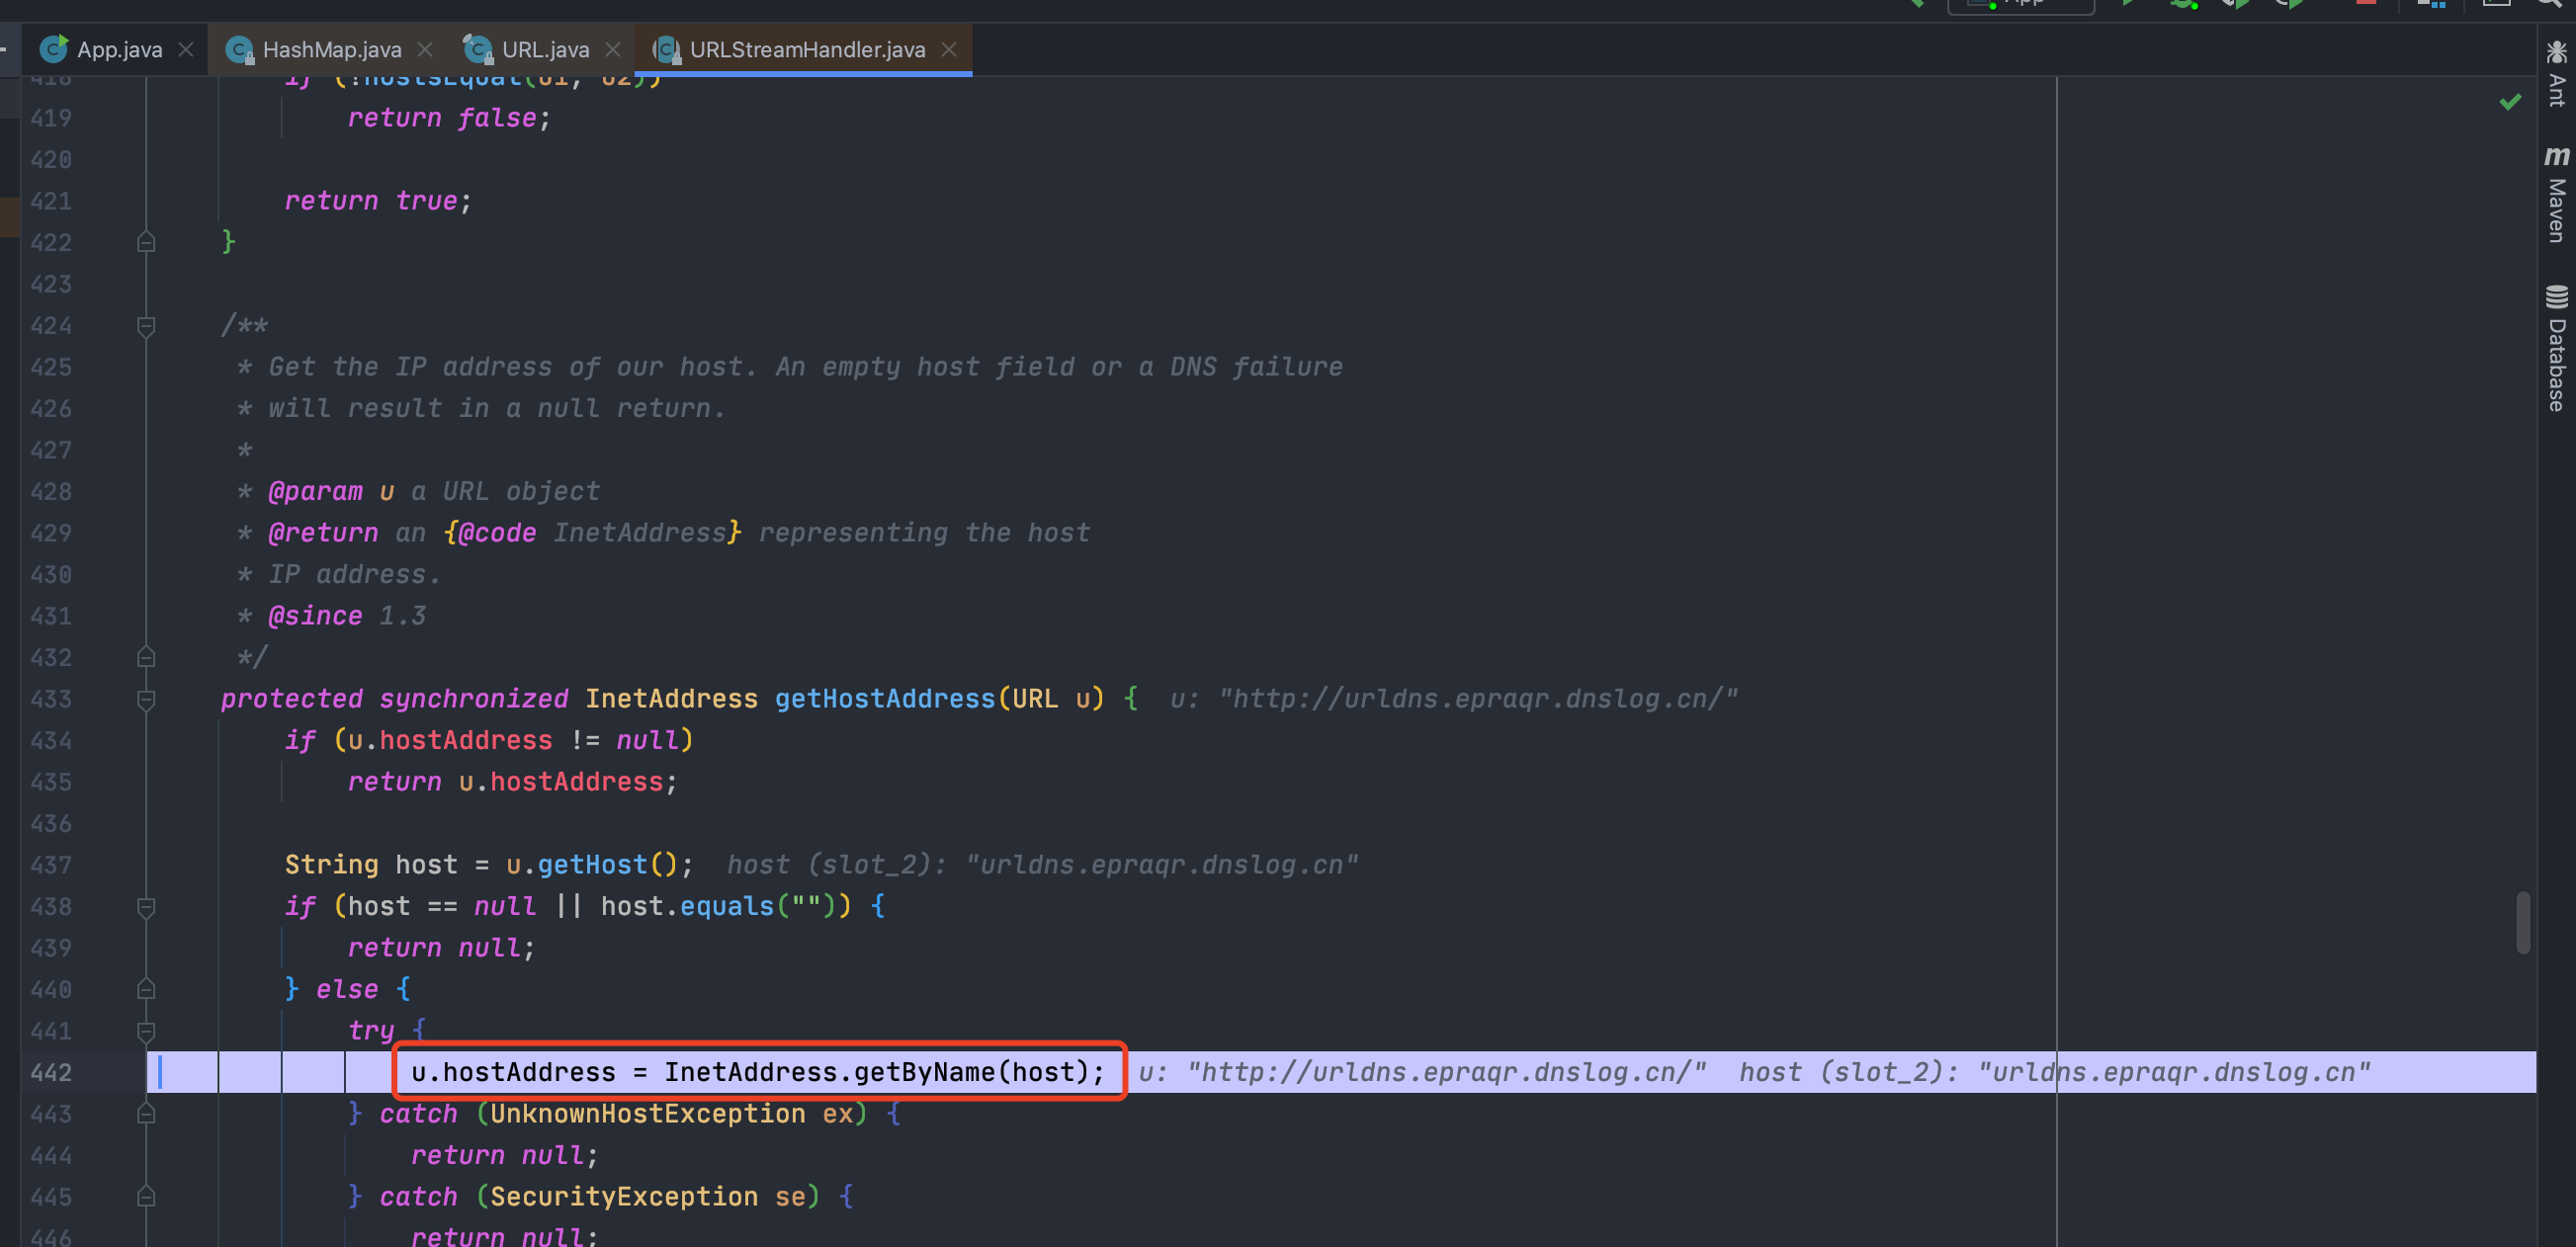 App
App.java
HashMap.java
URL.java
URLStreamHandler.java
418 if (!hostsEqual(u1, u2))
419 return false;
420
421 return true;
422 }
423
424 /**
425 * Get the IP address of our host. An empty host field or a DNS failure
426 * will result in a null return.
427 *
428 * @param u a URL object
429 * @return an {@code InetAddress} representing the host
430 * IP address.
431 * @since 1.3
432 */
433 protected synchronized InetAddress getHostAddress(URL u) { u: "http://urldns.epraqr.dnslog.cn/"
434 if (u.hostAddress != null)
435 return u.hostAddress;
436
437 String host = u.getHost(); host (slot_2): "urldns.epraqr.dnslog.cn"
438 if (host == null || host.equals("")) {
439 return null;
440 } else {
441 try {
442 u.hostAddress = InetAddress.getByName(host); u: "http://urldns.epraqr.dnslog.cn/" host (slot_2): "urldns.epraqr.dnslog.cn"
443 } catch (UnknownHostException ex) {
444 return null;
445 } catch (SecurityException se) {
446 return null;
Ant
m Maven
Database